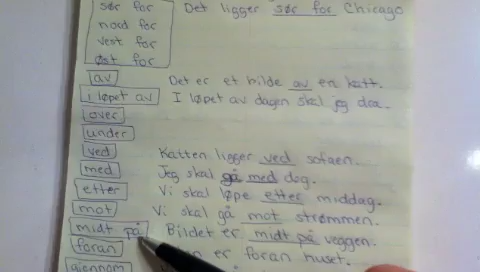 sør for Det ligger sør for Chicago
nord for
vest for
øst for
av Det er et bilde av en katt.
i løpet av I løpet av dagen skal jeg dra.
over
under
ved Katten ligger ved sofaen.
med Jeg skal gå med deg.
etter Vi skal løpe etter middag.
mot Vi skal gå mot strømmen.
midt på Bildet er midt på veggen.
foran er foran huset.
gjennom